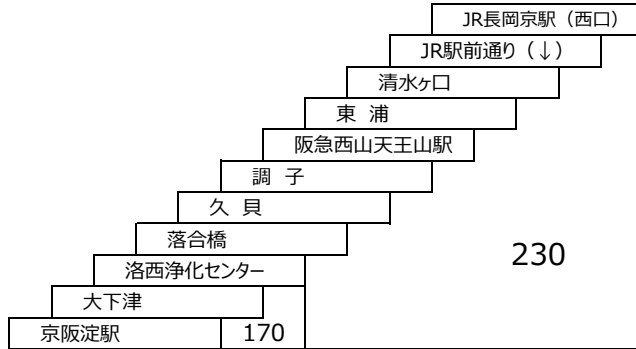 JR長岡京駅（西口）
JR駅前通り（↓）
清水ヶ口
東 浦
阪急西山天王山駅
調 子
久 貝
落合橋
230
洛西浄化センター
大下津
京阪淀駅 170